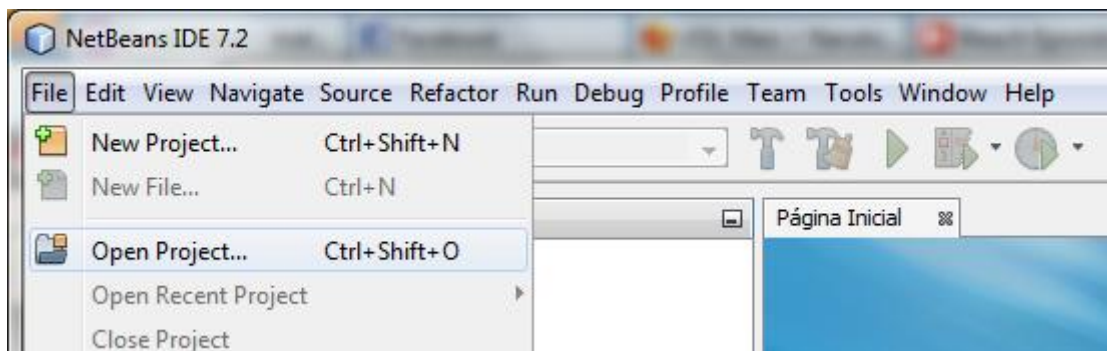 NetBeans IDE 7.2
File Edit View Navigate Source Refactor Run Debug Profile Team Tools Window Help
New Project... Ctrl+Shift+N
New File... Ctrl+N
Página Inicial
Open Project... Ctrl+Shift+O
Open Recent Project
Close Project